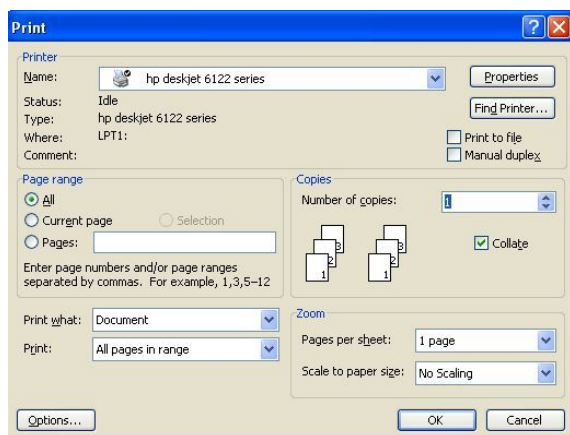 Print
Printer
Name: hp deskjet 6122 series Properties
Status: Idle Find Printer...
Type: hp deskjet 6122 series
Where: LPT1: Print to file
Comment: Manual duplex
Page range
All
Current page Selection
Pages:
Enter page numbers and/or page ranges
separated by commas. For example, 1,3,5–12
Copies
Number of copies: 1
3 3
2 2
1 1
Collate
Print what: Document
Print: All pages in range
Zoom
Pages per sheet: 1 page
Scale to paper size: No Scaling
Options... OK Cancel